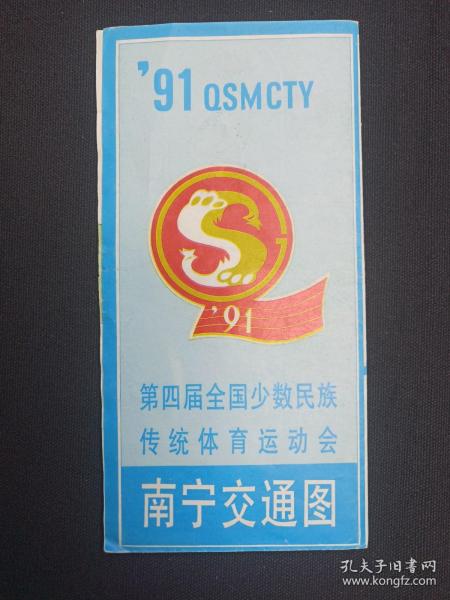 '91 QSMCTY
'91
第四届全国少数民族
传统体育运动会
南宁交通图
孔夫子旧书网
www.kongfz.com